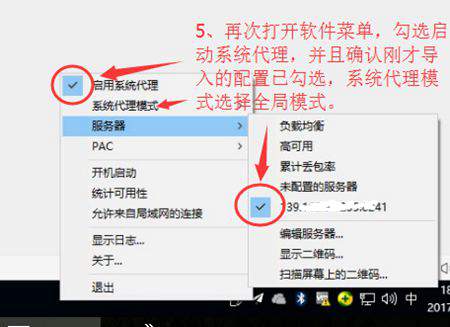 5、再次打开软件菜单，勾选启
动系统代理，并且确认刚才导
入的配置已勾选，系统代理模
式选择全局模式。
启用系统代理
系统代理模式
服务器
PAC
开机启动
统计可用性
允许来自局域网的连接
显示日志...
关于...
退出
负载均衡
高可用
累计丢包率
未配置的服务器
编辑服务器...
显示二维码...
扫描屏幕上的二维码...
中
2017